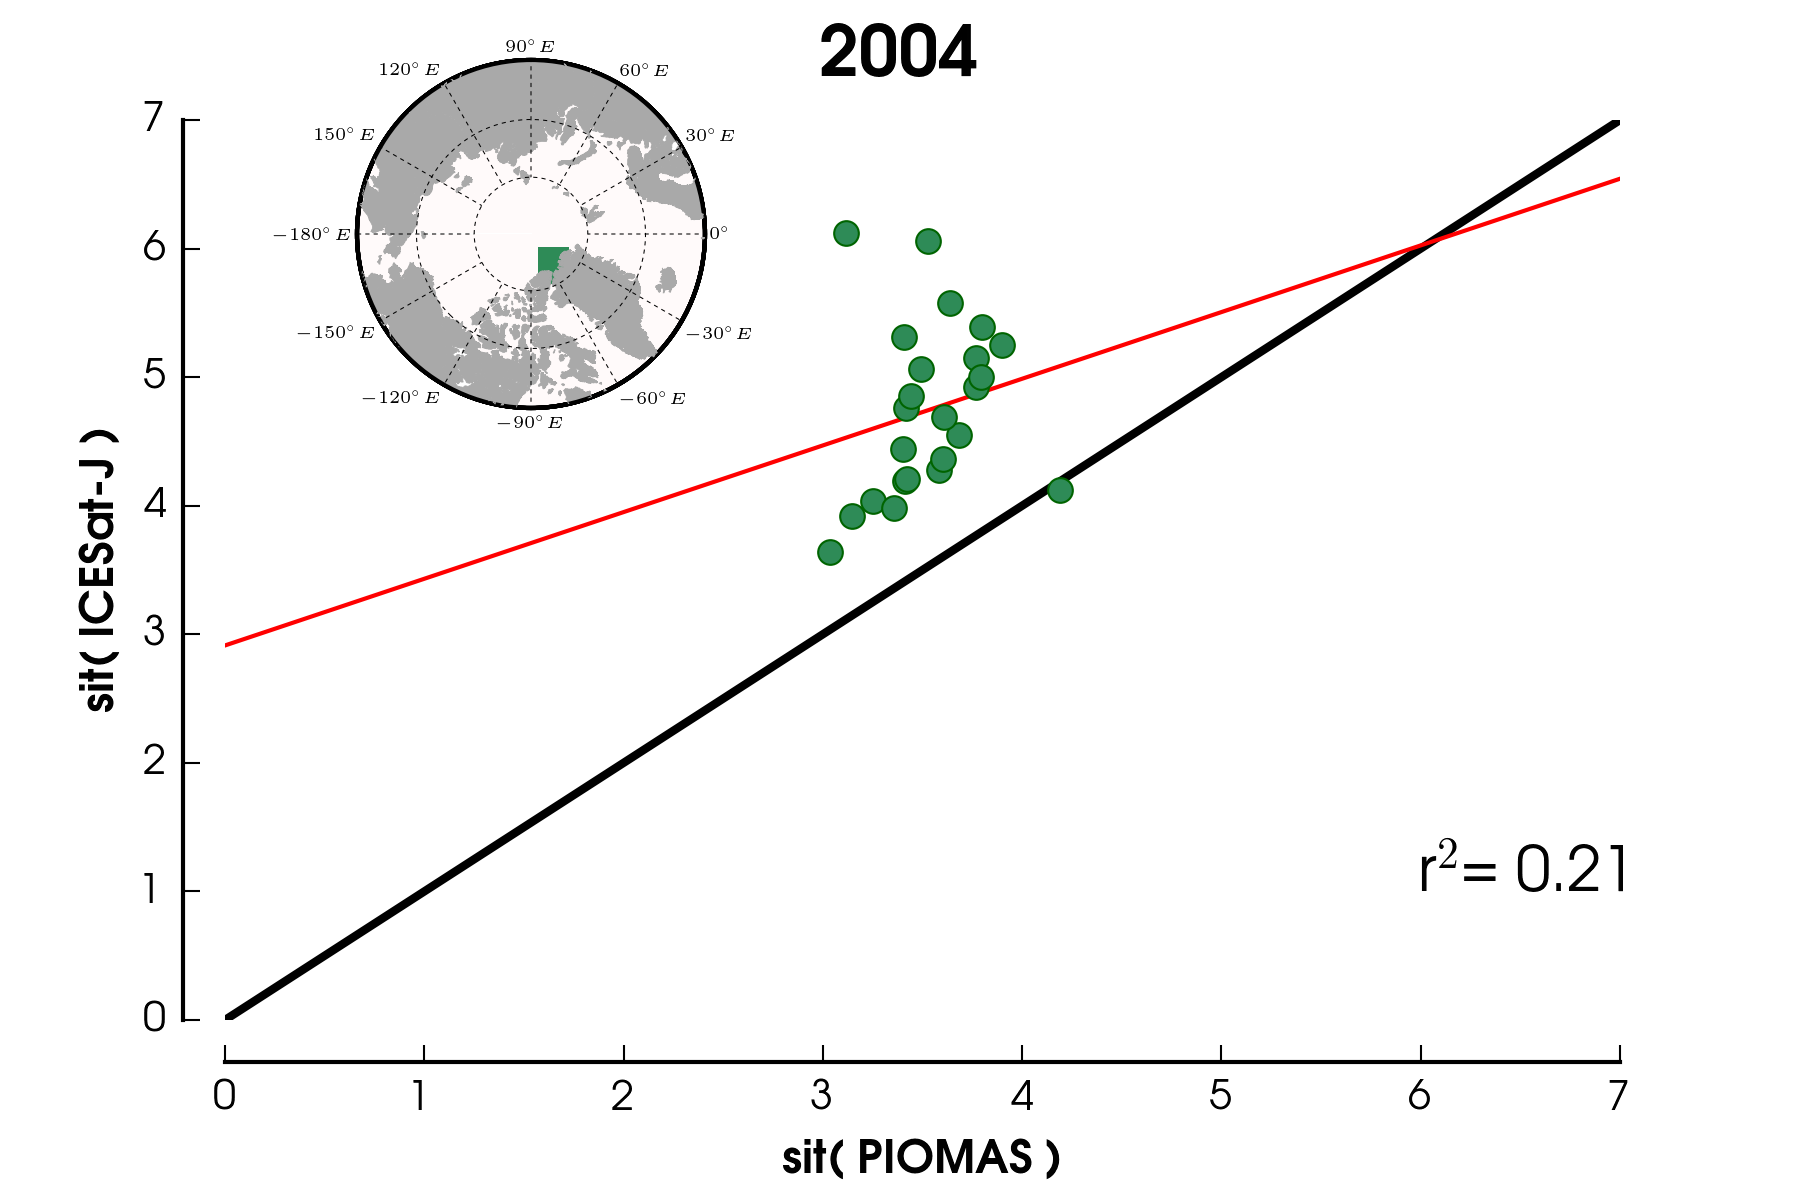 2004
90° E
120° E
60° E
150° E
30° E
−180° E
0°
−150° E
−30° E
−120° E
−60° E
−90° E
7
6
5
4
3
2
1
0
sit( ICESat-J )
r²= 0.21
0 1 2 3 4 5 6 7
sit( PIOMAS )